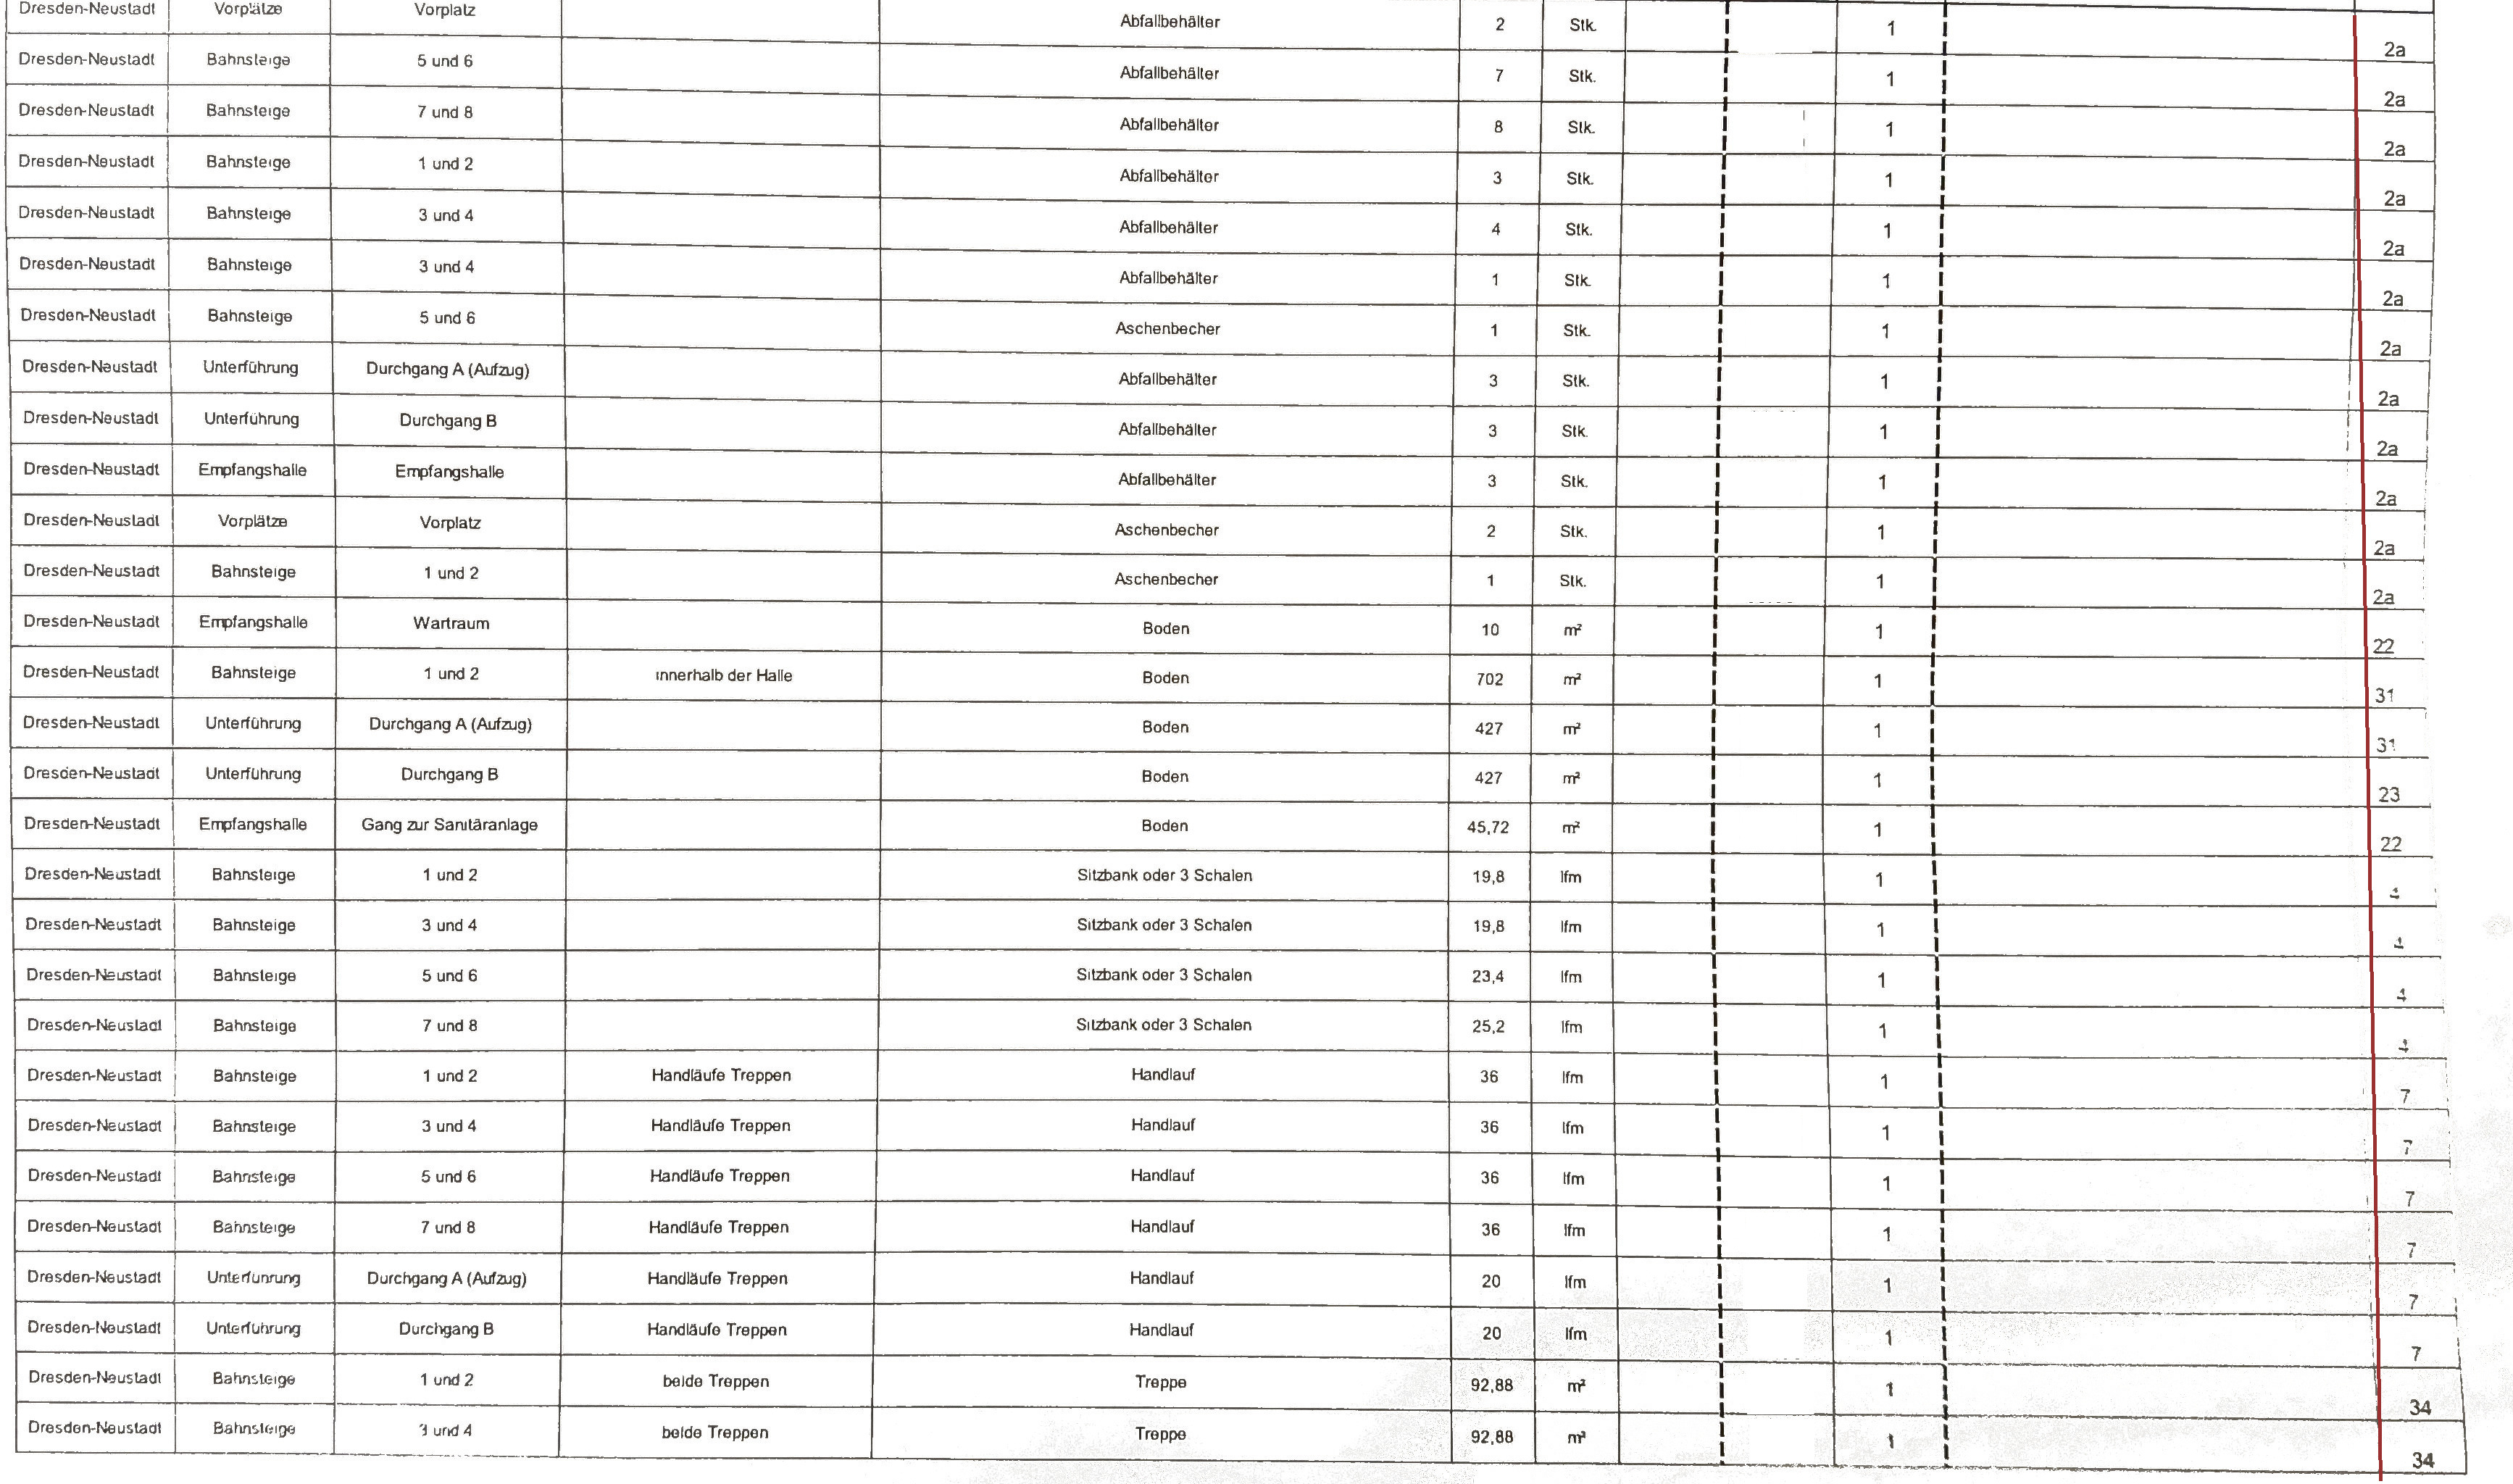 Dresden-Neustadt Vorplätze Vorplatz Abfallbehälter 2 Stk. 1 2a
Dresden-Neustadt Bahnsteige 5 und 6 Abfallbehälter 7 Stk. 1 2a
Dresden-Neustadt Bahnsteige 7 und 8 Abfallbehälter 8 Stk. 1 2a
Dresden-Neustadt Bahnsteige 1 und 2 Abfallbehälter 3 Stk. 1 2a
Dresden-Neustadt Bahnsteige 3 und 4 Abfallbehälter 4 Stk. 1 2a
Dresden-Neustadt Bahnsteige 3 und 4 Abfallbehälter 1 Stk. 1 2a
Dresden-Neustadt Bahnsteige 5 und 6 Aschenbecher 1 Stk. 1 2a
Dresden-Neustadt Unterführung Durchgang A (Aufzug) Abfallbehälter 3 Stk. 1 2a
Dresden-Neustadt Unterführung Durchgang B Abfallbehälter 3 Stk. 1 2a
Dresden-Neustadt Empfangshalle Empfangshalle Abfallbehälter 3 Stk. 1 2a
Dresden-Neustadt Vorplätze Vorplatz Aschenbecher 2 Stk. 1 2a
Dresden-Neustadt Bahnsteige 1 und 2 Aschenbecher 1 Stk. 1 2a
Dresden-Neustadt Empfangshalle Wartraum Boden 10 m² 1 22
Dresden-Neustadt Bahnsteige 1 und 2 innerhalb der Halle Boden 702 m² 1 31
Dresden-Neustadt Unterführung Durchgang A (Aufzug) Boden 427 m² 1 31
Dresden-Neustadt Unterführung Durchgang B Boden 427 m² 1 23
Dresden-Neustadt Empfangshalle Gang zur Sanitäranlage Boden 45,72 m² 1 22
Dresden-Neustadt Bahnsteige 1 und 2 Sitzbank oder 3 Schalen 19,8 lfm 1 4
Dresden-Neustadt Bahnsteige 3 und 4 Sitzbank oder 3 Schalen 19,8 lfm 1 4
Dresden-Neustadt Bahnsteige 5 und 6 Sitzbank oder 3 Schalen 23,4 lfm 1 4
Dresden-Neustadt Bahnsteige 7 und 8 Sitzbank oder 3 Schalen 25,2 lfm 1 4
Dresden-Neustadt Bahnsteige 1 und 2 Handläufe Treppen Handlauf 36 lfm 1 7
Dresden-Neustadt Bahnsteige 3 und 4 Handläufe Treppen Handlauf 36 lfm 1 7
Dresden-Neustadt Bahnsteige 5 und 6 Handläufe Treppen Handlauf 36 lfm 1 7
Dresden-Neustadt Bahnsteige 7 und 8 Handläufe Treppen Handlauf 36 lfm 1 7
Dresden-Neustadt Unterführung Durchgang A (Aufzug) Handläufe Treppen Handlauf 20 lfm 1 7
Dresden-Neustadt Unterführung Durchgang B Handläufe Treppen Handlauf 20 lfm 1 7
Dresden-Neustadt Bahnsteige 1 und 2 beide Treppen Treppe 92,88 m² 1 34
Dresden-Neustadt Bahnsteige 3 und 4 beide Treppen Treppe 92,88 m² 1 34